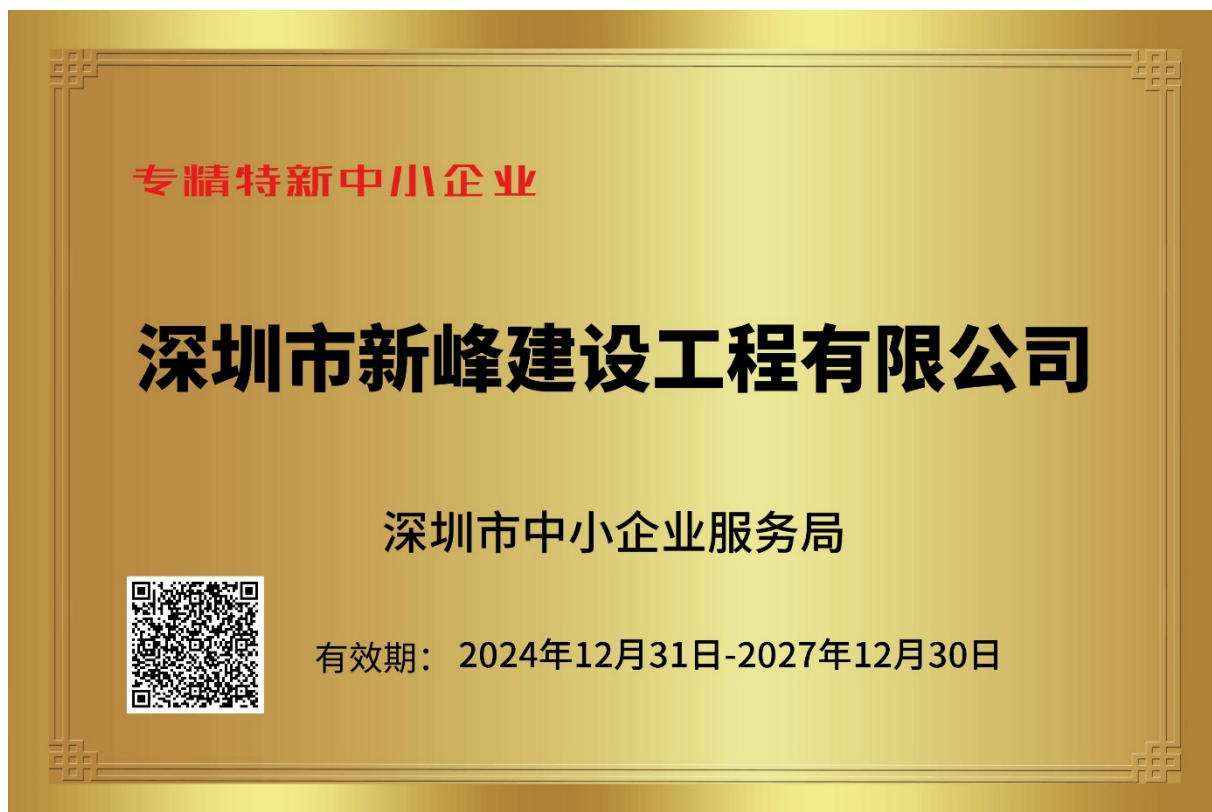 专精特新中小企业
深圳市新峰建设工程有限公司
深圳市中小企业服务局
有效期： 2024年12月31日-2027年12月30日